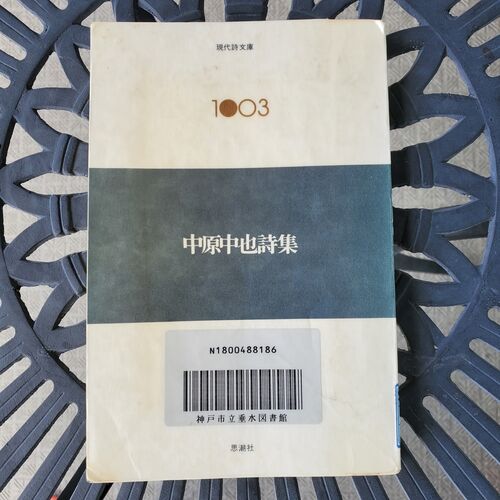 現代詩文庫
1003
中原中也詩集
N1800488186
神戸市立垂水図書館
思潮社